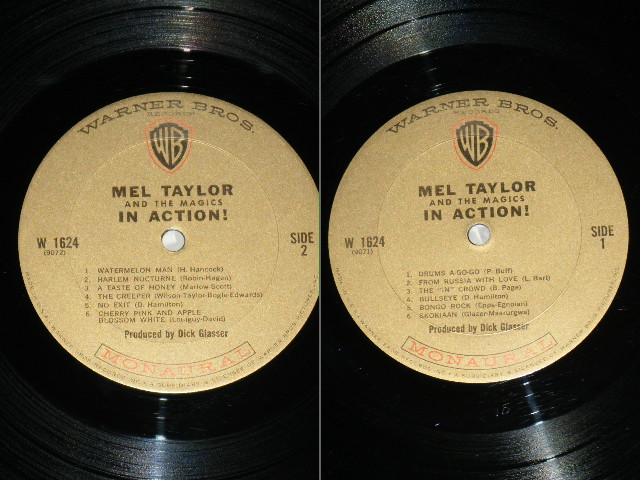 WARNER BROS.
RECORDS
WB
MEL TAYLOR
AND THE MAGICS
IN ACTION!
W 1624
(9072)
SIDE
2
1 WATERMELON MAN (H. Hancock)
2 HARLEM NOCTURNE (Robin-Hagan)
3 A TASTE OF HONEY (Marlow-Scott)
4 THE CREEPER (Wilson-Taylor-Bogle-Edwards)
5 NO EXIT (D. Hamilton)
6 CHERRY PINK AND APPLE
BLOSSOM WHITE (Louiguy-David)
Produced by Dick Glasser
MONAURAL
WARNER BROS.
RECORDS
WB
MEL TAYLOR
AND THE MAGICS
IN ACTION!
W 1624
(9071)
SIDE
1
1 DRUMS A-GO-GO (P. Buff)
2 FROM RUSSIA WITH LOVE (L. Bart)
3 THE "IN" CROWD (B. Page)
4 BULLSEYE (D. Hamilton)
5 BONGO ROCK (Epps-Egnoian)
6 SKOKIAAN (Glazer-Msarurgwa)
Produced by Dick Glasser
MONAURAL